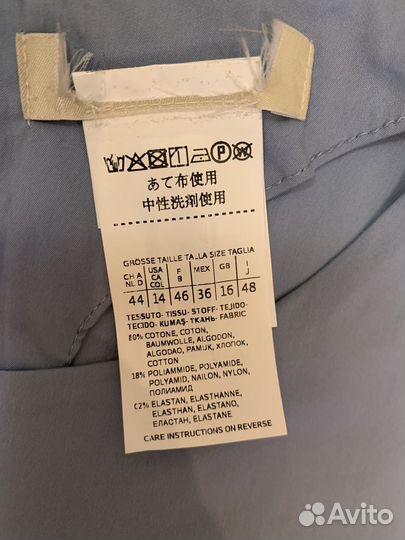 あて布使用
中性洗剤使用
GRÖSSE TAILLE TALLA SIZE TAGLIA
CH A NL D USA CA COL F B MEX GB I J
44 14 46 36 16 48
TESSUTO- TISSU- STOFF- TEJIDO-
TECIDO- KUMAŞ- ТКАНЬ- FABRIC
80% COTONE, COTON,
BAUMWOLLE, ALGODON,
ALGODAO, PAMUK, ХЛОПОК,
COTTON
18% POLIAMMIDE, POLYAMIDE,
POLYAMID, NAILON, NYLON,
ПОЛИАМИД
02% ELASTAN, ELASTHANNE,
ELASTHAN, ELASTANO,
ЕЛАСТАН, ELASTANE
CARE INSTRUCTIONS ON REVERSE
Avito